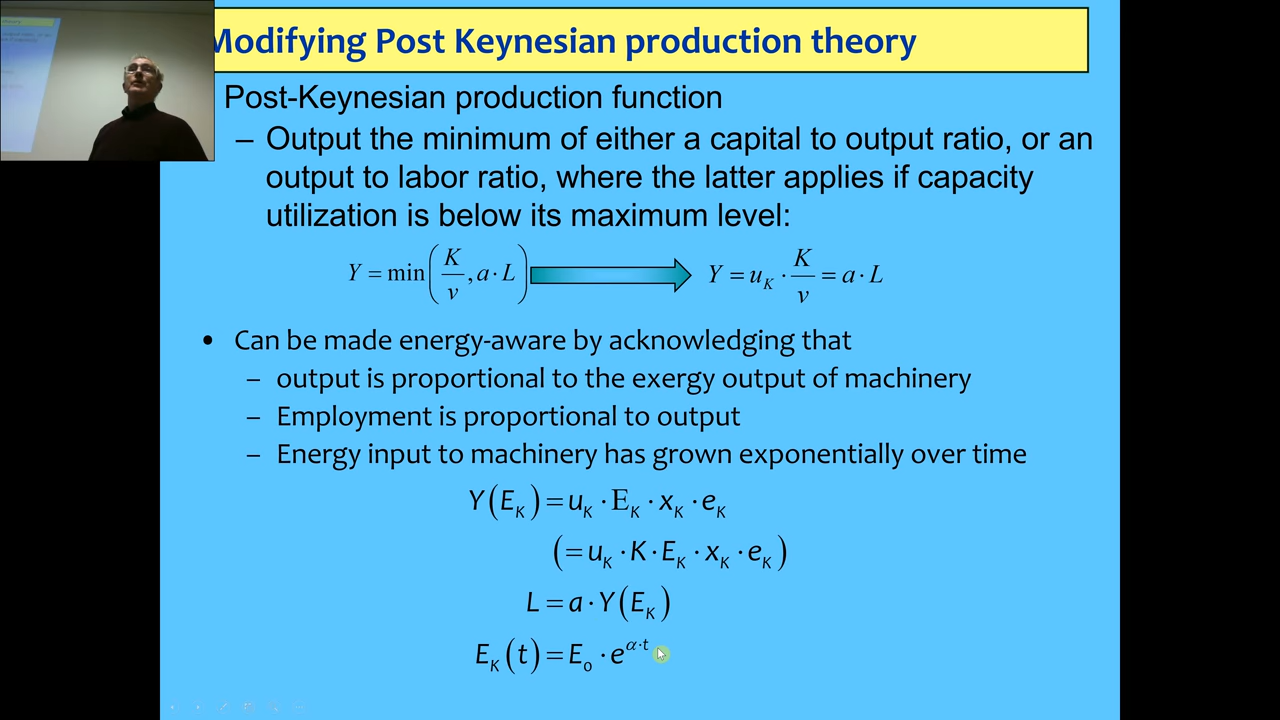 Modifying Post Keynesian production theory
Post-Keynesian production function
– Output the minimum of either a capital to output ratio, or an
output to labor ratio, where the latter applies if capacity
utilization is below its maximum level:
Y = min(K/v, a·L) Y = u_K · K/v = a·L
• Can be made energy-aware by acknowledging that
– output is proportional to the exergy output of machinery
– Employment is proportional to output
– Energy input to machinery has grown exponentially over time
Y(E_K) = u_K · E_K · x_K · e_K
(= u_K · K · E_K · x_K · e_K)
L = a · Y(E_K)
E_K(t) = E_0 · e^{α·t}